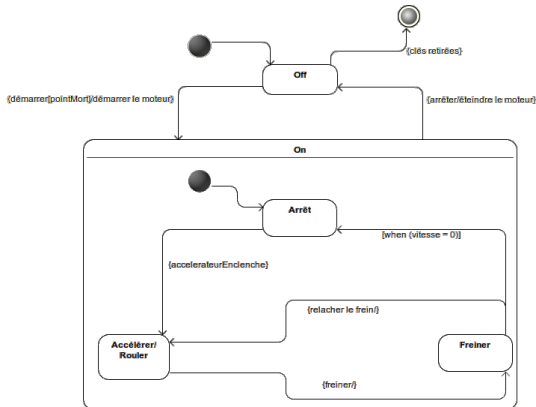 {clés retirées}
Off
{démarrer[pointMort]/démarrer le moteur}
{arrêter/éteindre le moteur}
On
Arrêt
[when (vitesse = 0)]
{accelerateurEnclenche}
{relacher le frein/}
Accélérer/
Rouler
Freiner
{freiner/}